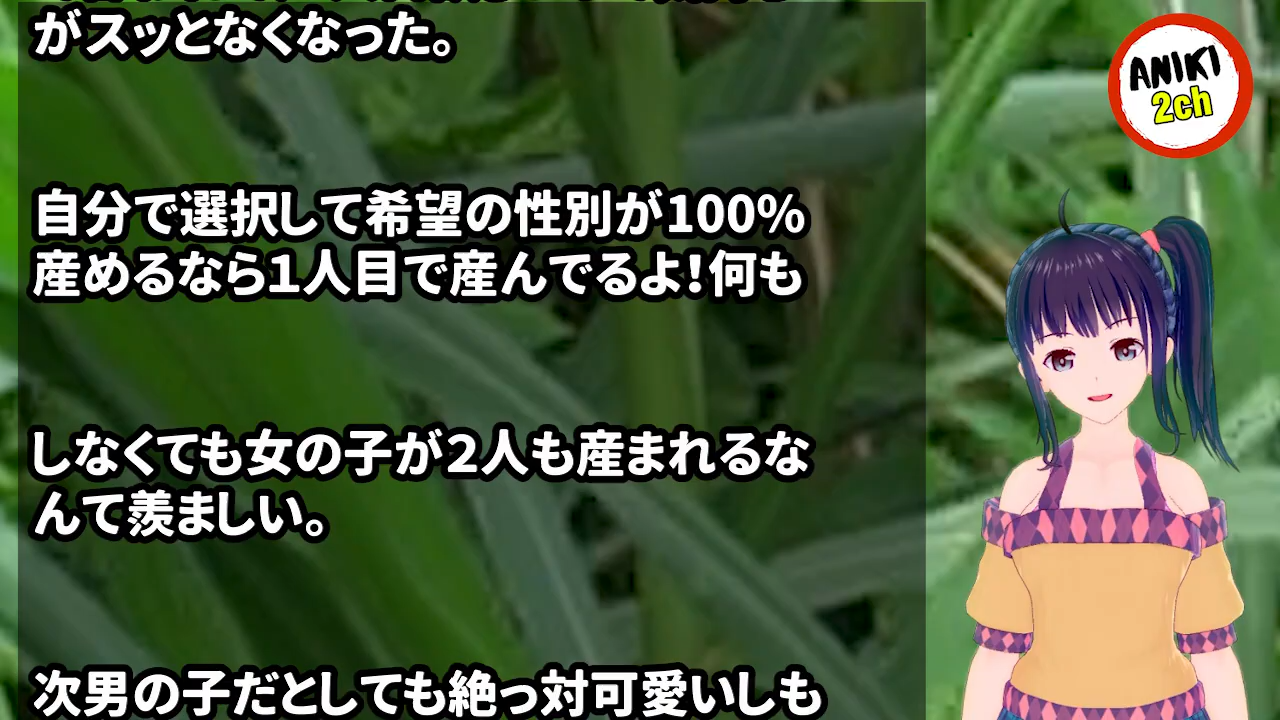 がスッとなくなった。
自分で選択して希望の性別が100%
産めるなら1人目で産んでるよ!何も
しなくても女の子が2人も産まれるな
んて羨ましい。
次男の子だとしても絶っ対可愛いしも
ANIKI
2ch